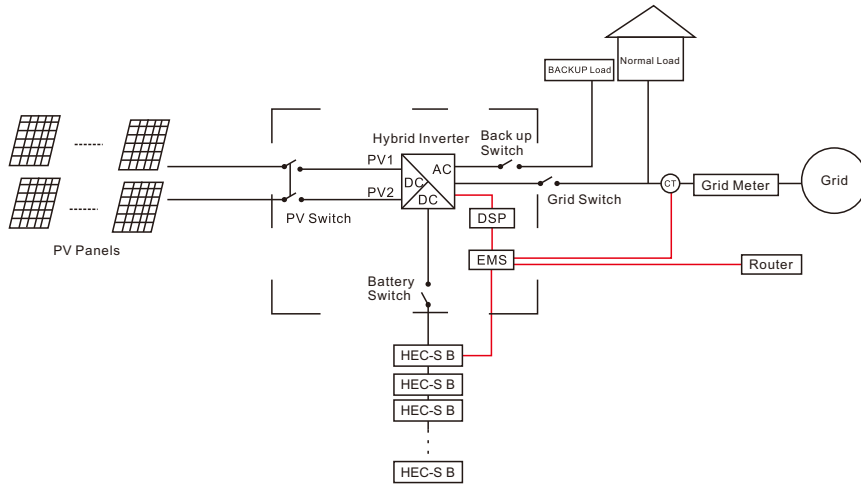 Normal Load
BACKUP Load
Hybrid Inverter
Back up
Switch
PV1
AC
DC
PV2
DC
PV Switch
Grid Switch
CT
Grid Meter
Grid
DSP
PV Panels
EMS
Router
Battery
Switch
HEC-S B
HEC-S B
HEC-S B
HEC-S B